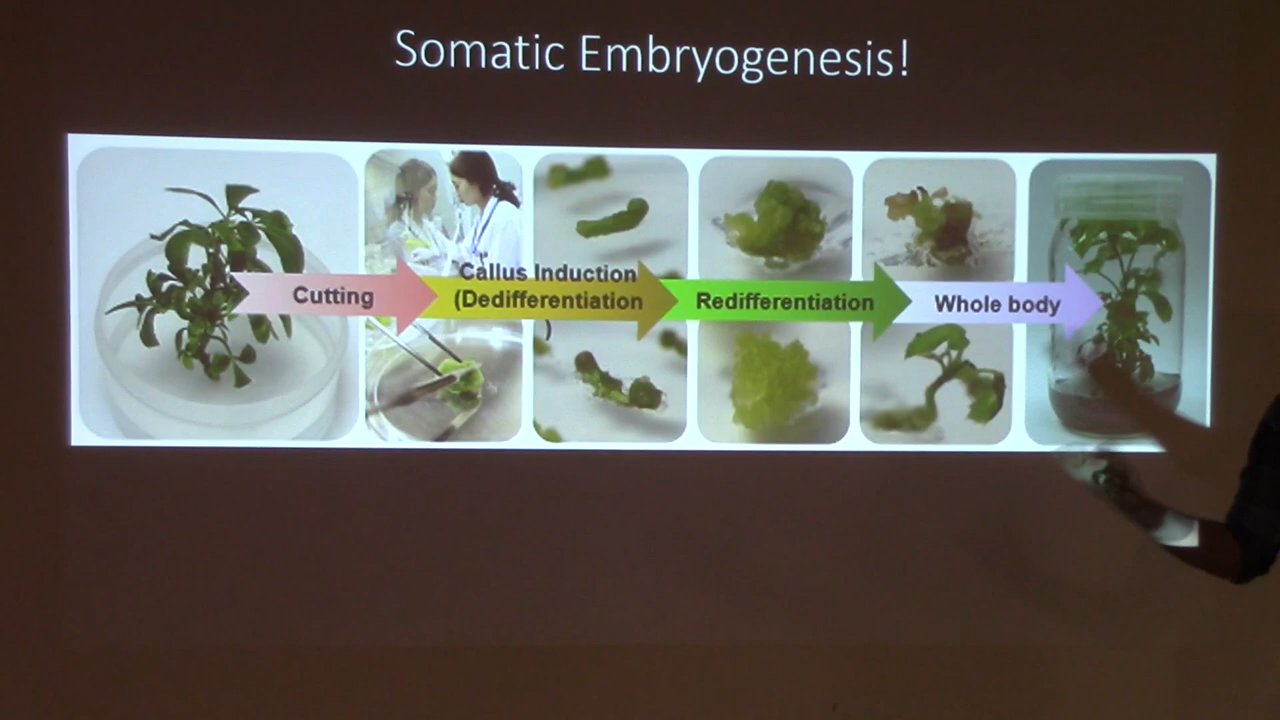 Somatic Embryogenesis!
Cutting
Callus Induction
(Dedifferentiation
)
Redifferentiation
Whole body